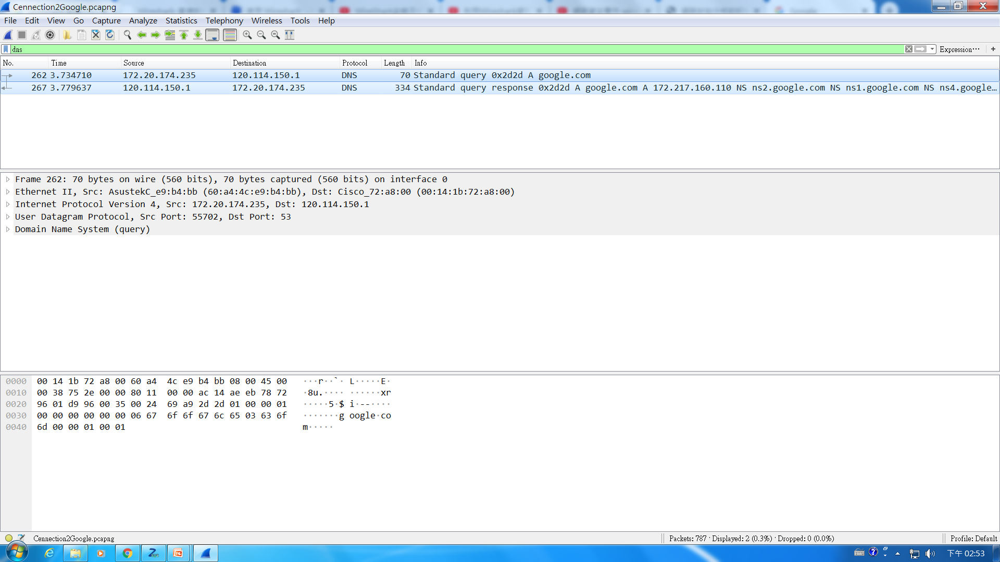 Cennection2Google.pcapng
File Edit View Go Capture Analyze Statistics Telephony Wireless Tools Help
dns Expression⋯ +
No. Time Source Destination Protocol Length Info
262 3.734710 172.20.174.235 120.114.150.1 DNS 70 Standard query 0x2d2d A google.com
267 3.779637 120.114.150.1 172.20.174.235 DNS 334 Standard query response 0x2d2d A google.com A 172.217.160.110 NS ns2.google.com NS ns1.google.com NS ns4.google…
Frame 262: 70 bytes on wire (560 bits), 70 bytes captured (560 bits) on interface 0
Ethernet II, Src: AsustekC_e9:b4:bb (60:a4:4c:e9:b4:bb), Dst: Cisco_72:a8:00 (00:14:1b:72:a8:00)
Internet Protocol Version 4, Src: 172.20.174.235, Dst: 120.114.150.1
User Datagram Protocol, Src Port: 55702, Dst Port: 53
Domain Name System (query)
0000 00 14 1b 72 a8 00 60 a4 4c e9 b4 bb 08 00 45 00 ···r··`· L·····E·
0010 00 38 75 2e 00 00 80 11 00 00 ac 14 ae eb 78 72 ·8u.···· ······xr
0020 96 01 d9 96 00 35 00 24 69 a9 2d 2d 01 00 00 01 ·····5·$ i·--····
0030 00 00 00 00 00 00 06 67 6f 6f 67 6c 65 03 63 6f ·······g oogle·co
0040 6d 00 00 01 00 01 m·····
Cennection2Google.pcapng Packets: 787 · Displayed: 2 (0.3%) · Dropped: 0 (0.0%) Profile: Default
下午 02:53